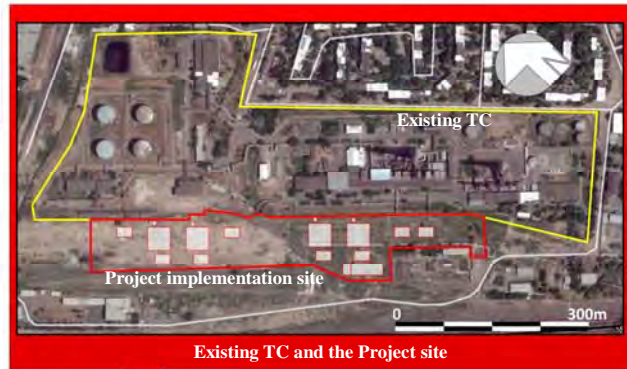 Existing TC
Project implementation site
0 300m
Existing TC and the Project site